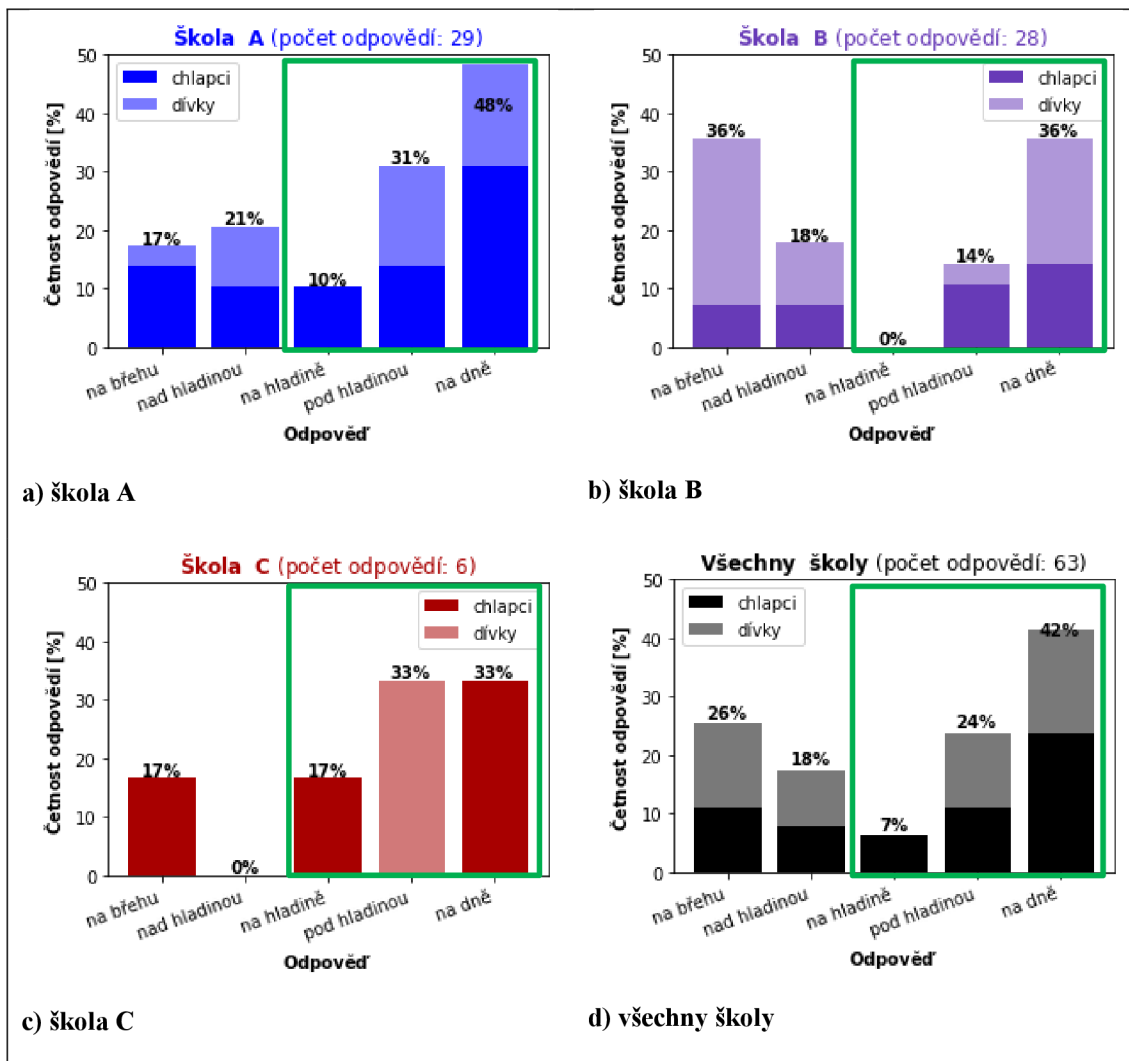 Škola A (počet odpovědí: 29)
50
40
30
20
10
0
Četnost odpovědí [%]
chlapci
dívky
17%
21%
10%
31%
48%
na břehu
nad hladinou
na hladině
pod hladinou
na dně
Odpověď
a) škola A
Škola B (počet odpovědí: 28)
50
40
30
20
10
0
Četnost odpovědí [%]
chlapci
dívky
36%
18%
0%
14%
36%
na břehu
nad hladinou
na hladině
pod hladinou
na dně
Odpověď
b) škola B
Škola C (počet odpovědí: 6)
50
40
30
20
10
0
Četnost odpovědí [%]
chlapci
dívky
17%
0%
17%
33%
33%
na břehu
nad hladinou
na hladině
pod hladinou
na dně
Odpověď
c) škola C
Všechny školy (počet odpovědí: 63)
50
40
30
20
10
0
Četnost odpovědí [%]
chlapci
dívky
26%
18%
7%
24%
42%
na břehu
nad hladinou
na hladině
pod hladinou
na dně
Odpověď
d) všechny školy